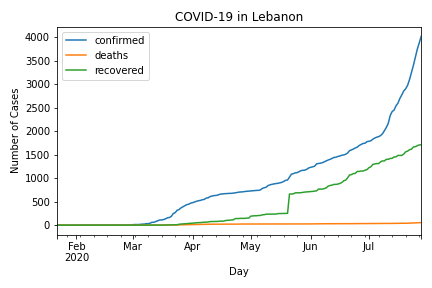 COVID-19 in Lebanon
confirmed
deaths
recovered
Number of Cases
4000
3500
3000
2500
2000
1500
1000
500
0
Feb Mar Apr May Jun Jul
2020
Day